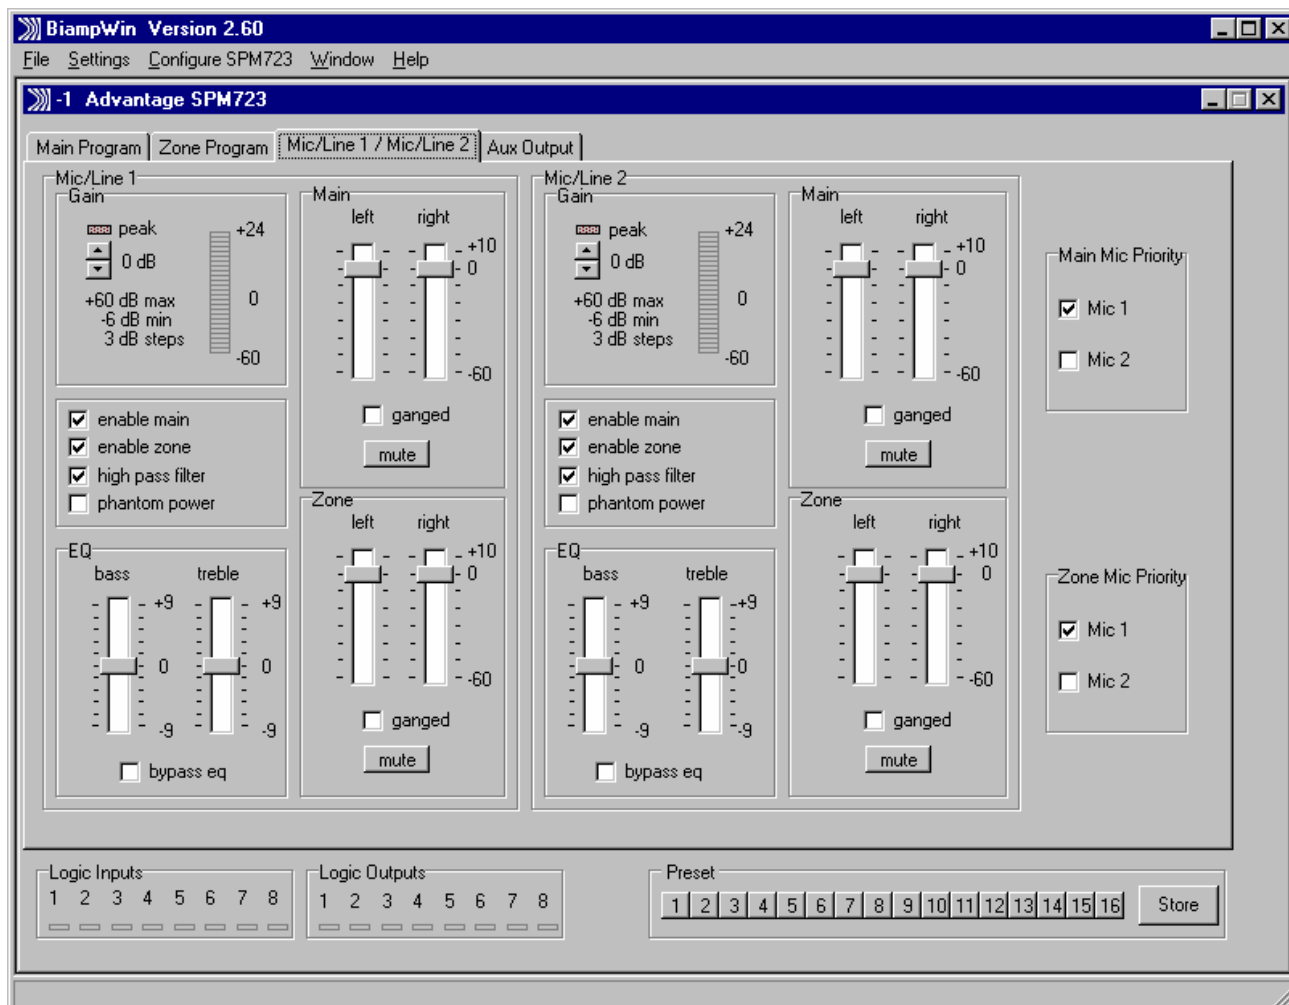 BiampWin Version 2.60
File Settings Configure SPM723 Window Help
-1 Advantage SPM723
Main Program Zone Program Mic/Line 1 / Mic/Line 2 Aux Output
Mic/Line 1
Gain
peak
+24
0 dB
+60 dB max
0
-6 dB min
3 dB steps
-60
enable main
enable zone
high pass filter
phantom power
EQ
bass treble
+9 +9
0 0
-9 -9
bypass eq
Main
left right
+10
0
-60
ganged
mute
Zone
left right
+10
0
-60
ganged
mute
Mic/Line 2
Gain
peak
+24
0 dB
+60 dB max
0
-6 dB min
3 dB steps
-60
enable main
enable zone
high pass filter
phantom power
EQ
bass treble
+9 +9
0 0
-9 -9
bypass eq
Main
left right
+10
0
-60
ganged
mute
Zone
left right
+10
0
-60
ganged
mute
Main Mic Priority
Mic 1
Mic 2
Zone Mic Priority
Mic 1
Mic 2
Logic Inputs
1 2 3 4 5 6 7 8
Logic Outputs
1 2 3 4 5 6 7 8
Preset
1 2 3 4 5 6 7 8 9 10 11 12 13 14 15 16 Store